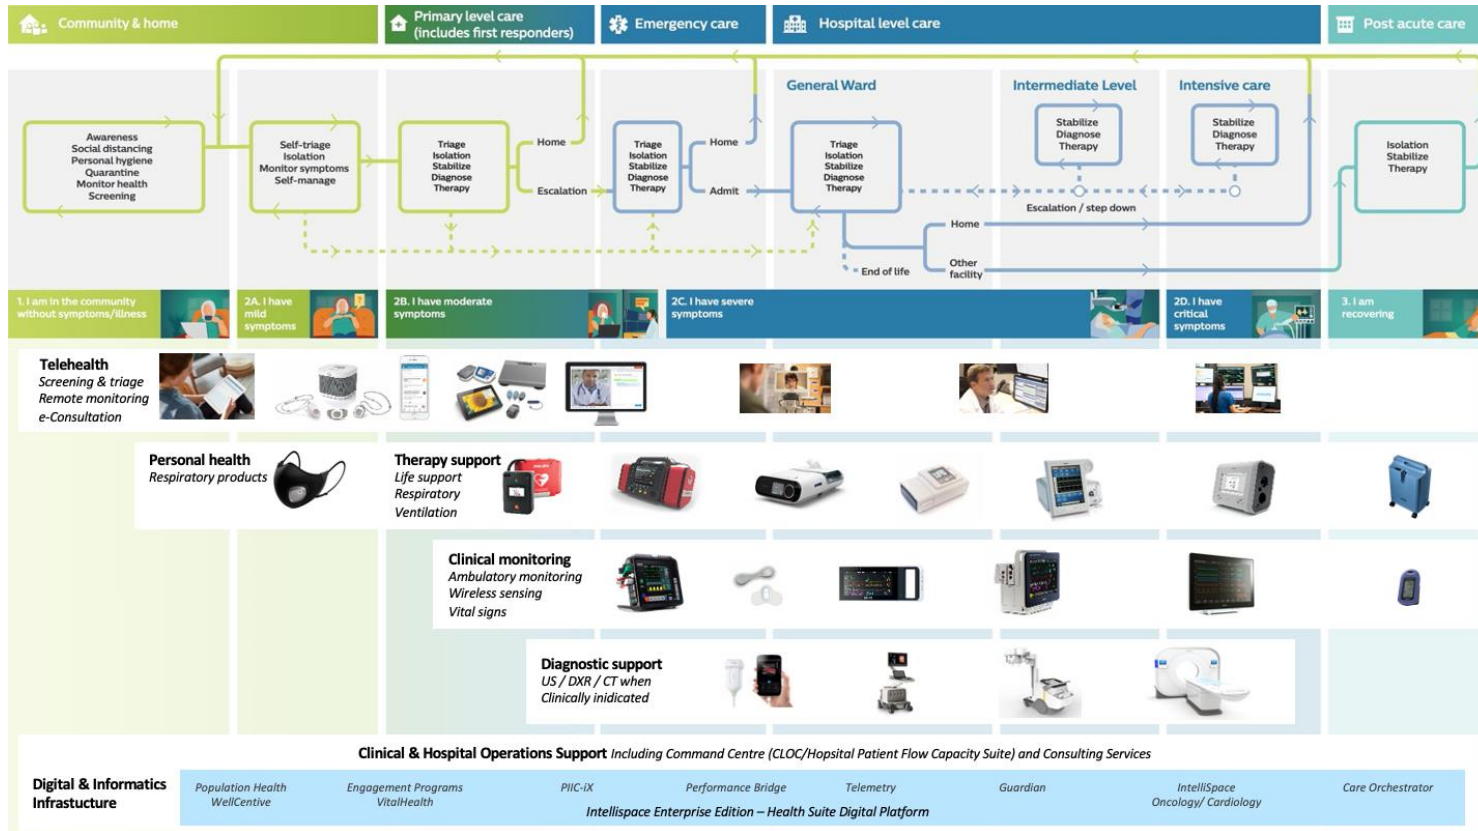 Community & home
Primary level care
(includes first responders)
Emergency care
Hospital level care
Post acute care
General Ward
Intermediate Level
Intensive care
Awareness
Social distancing
Personal hygiene
Quarantine
Monitor health
Screening
Self-triage
Isolation
Monitor symptoms
Self-manage
Triage
Isolation
Stabilize
Diagnose
Therapy
Home
Escalation
Triage
Isolation
Stabilize
Diagnose
Therapy
Home
Admit
Triage
Isolation
Stabilize
Diagnose
Therapy
Stabilize
Diagnose
Therapy
Stabilize
Diagnose
Therapy
Isolation
Stabilize
Therapy
Escalation / step down
Home
End of life
Other
facility
1. I am in the community
without symptoms/illness
2A. I have
mild
symptoms
2B. I have moderate
symptoms
2C. I have severe
symptoms
2D. I have
critical
symptoms
3. I am
recovering
Telehealth
Screening & triage
Remote monitoring
e-Consultation
Personal health
Respiratory products
Therapy support
Life support
Respiratory
Ventilation
Clinical monitoring
Ambulatory monitoring
Wireless sensing
Vital signs
Diagnostic support
US / DXR / CT when
Clinically inidicated
Clinical & Hospital Operations Support Including Command Centre (CLOC/Hopsital Patient Flow Capacity Suite) and Consulting Services
Digital & Informatics
Infrastucture
Population Health
WellCentive
Engagement Programs
VitalHealth
PIIC-iX
Performance Bridge
Telemetry
Guardian
IntelliSpace
Oncology/ Cardiology
Care Orchestrator
Intellispace Enterprise Edition – Health Suite Digital Platform